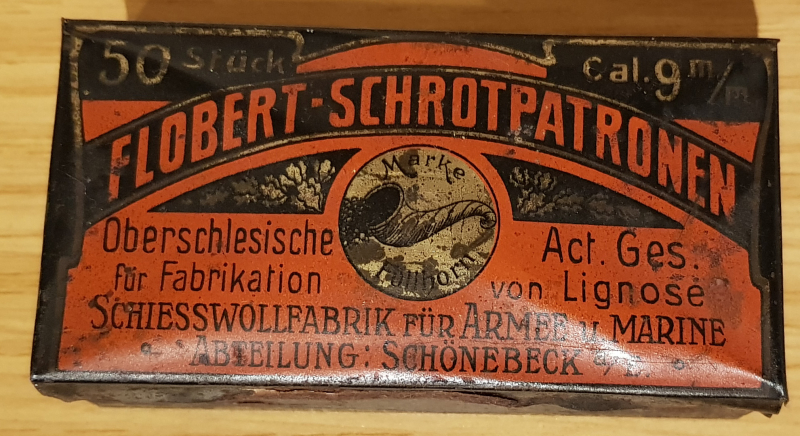 50 Stück
Cal. 9 m/m
FLOBERT-SCHROTPATRONEN
Marke
Füllhorn
Oberschlesische Act. Ges.
für Fabrikation von Lignose
SCHIESSWOLLFABRIK FÜR ARMEE u. MARINE
ABTEILUNG: SCHÖNEBECK